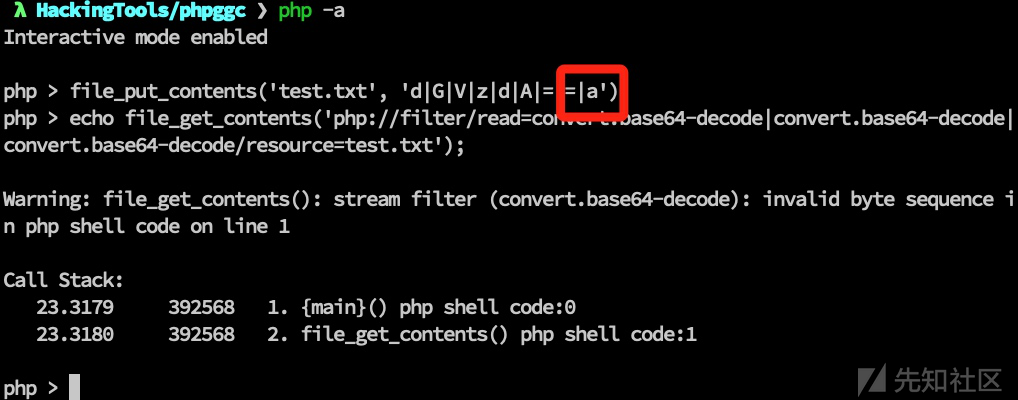 λ HackingTools/phpggc ❯ php -a
Interactive mode enabled
php > file_put_contents('test.txt', 'd|G|V|z|d|A|=|=|a')
php > echo file_get_contents('php://filter/read=convert.base64-decode|convert.base64-decode|
convert.base64-decode/resource=test.txt');
Warning: file_get_contents(): stream filter (convert.base64-decode): invalid byte sequence i
n php shell code on line 1
Call Stack:
23.3179 392568 1. {main}() php shell code:0
23.3180 392568 2. file_get_contents() php shell code:1
php >
先知社区